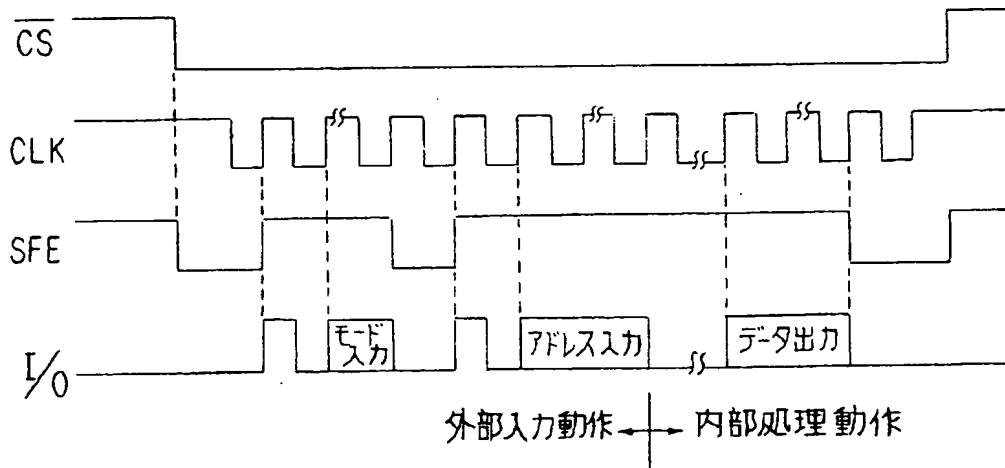 CS
CLK
SFE
I/O
モード
入力
アドレス入力
データ出力
外部入力動作
内部処理動作